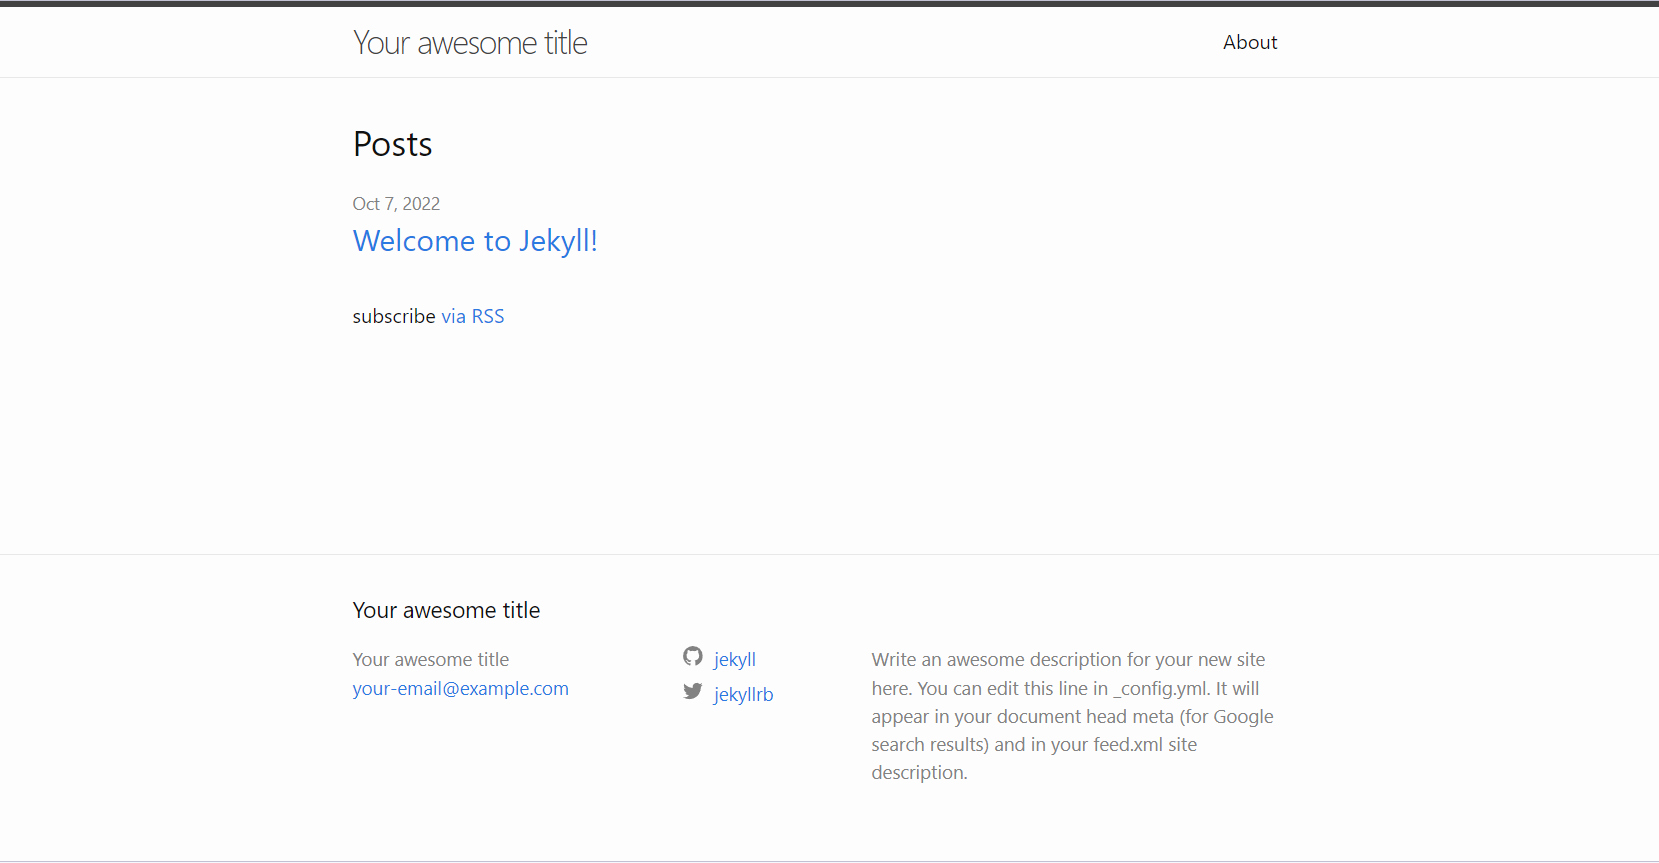 Your awesome title
About
Posts
Oct 7, 2022
Welcome to Jekyll!
subscribe via RSS
Your awesome title
Your awesome title
your-email@example.com
jekyll
jekyllrb
Write an awesome description for your new site
here. You can edit this line in _config.yml. It will
appear in your document head meta (for Google
search results) and in your feed.xml site
description.